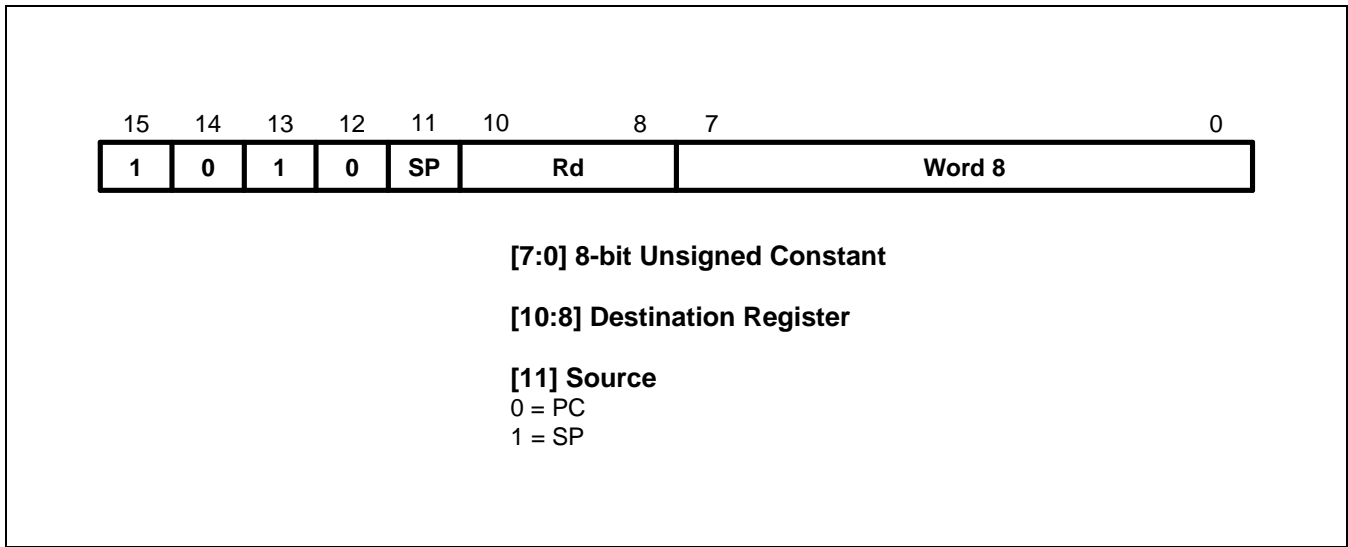 15 14 13 12 11 10 8 7 0
1 0 1 0 SP Rd Word 8
[7:0] 8-bit Unsigned Constant
[10:8] Destination Register
[11] Source
0 = PC
1 = SP